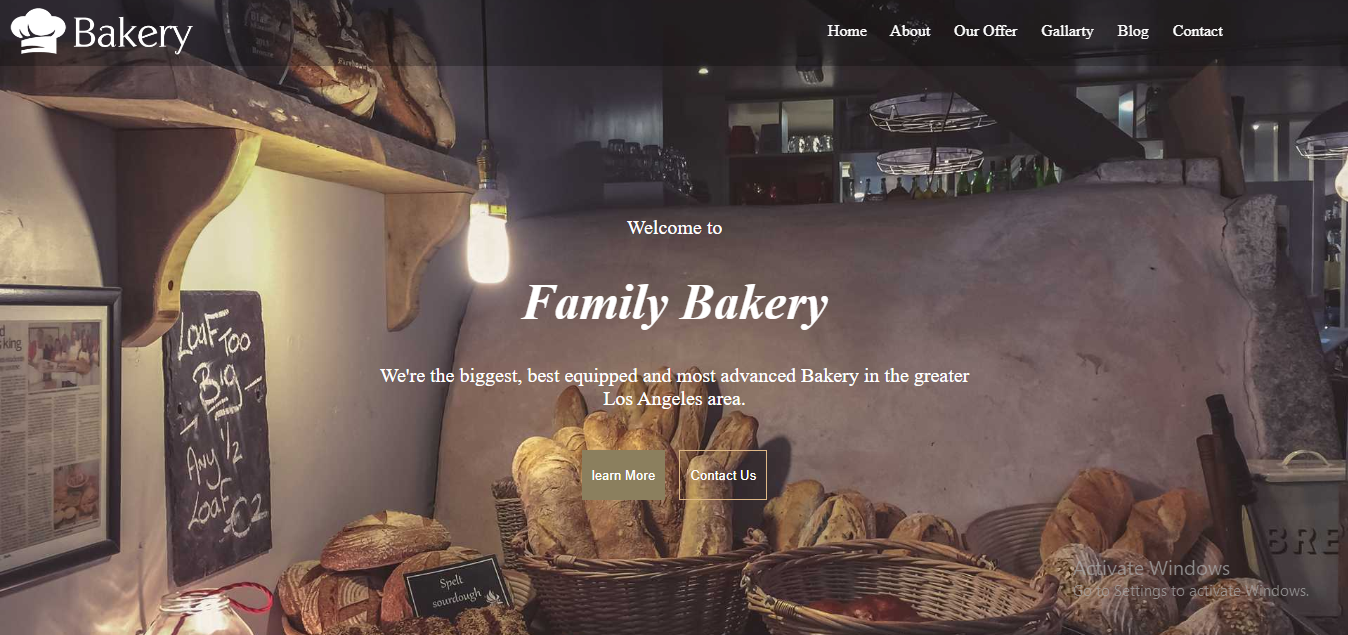 Bakery
Home About Our Offer Gallarty Blog Contact
Welcome to
Family Bakery
We're the biggest, best equipped and most advanced Bakery in the greater
Los Angeles area.
learn More Contact Us
LOAF TOO
BIG
ANY 1/2
LOAF €2
king
Spelt
sourdough
BRE
Activate Windows
Go to Settings to activate Windows.